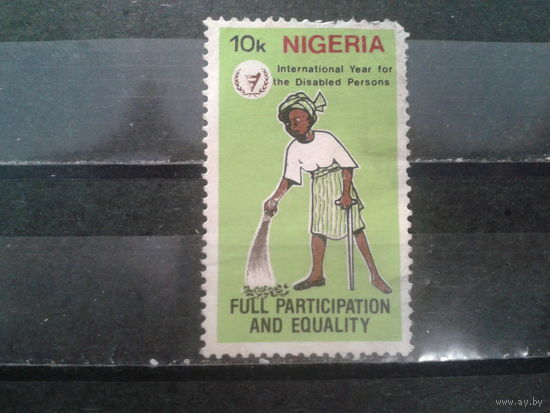 10k NIGERIA
International Year for
the Disabled Persons
FULL PARTICIPATION
AND EQUALITY
www.ay.by